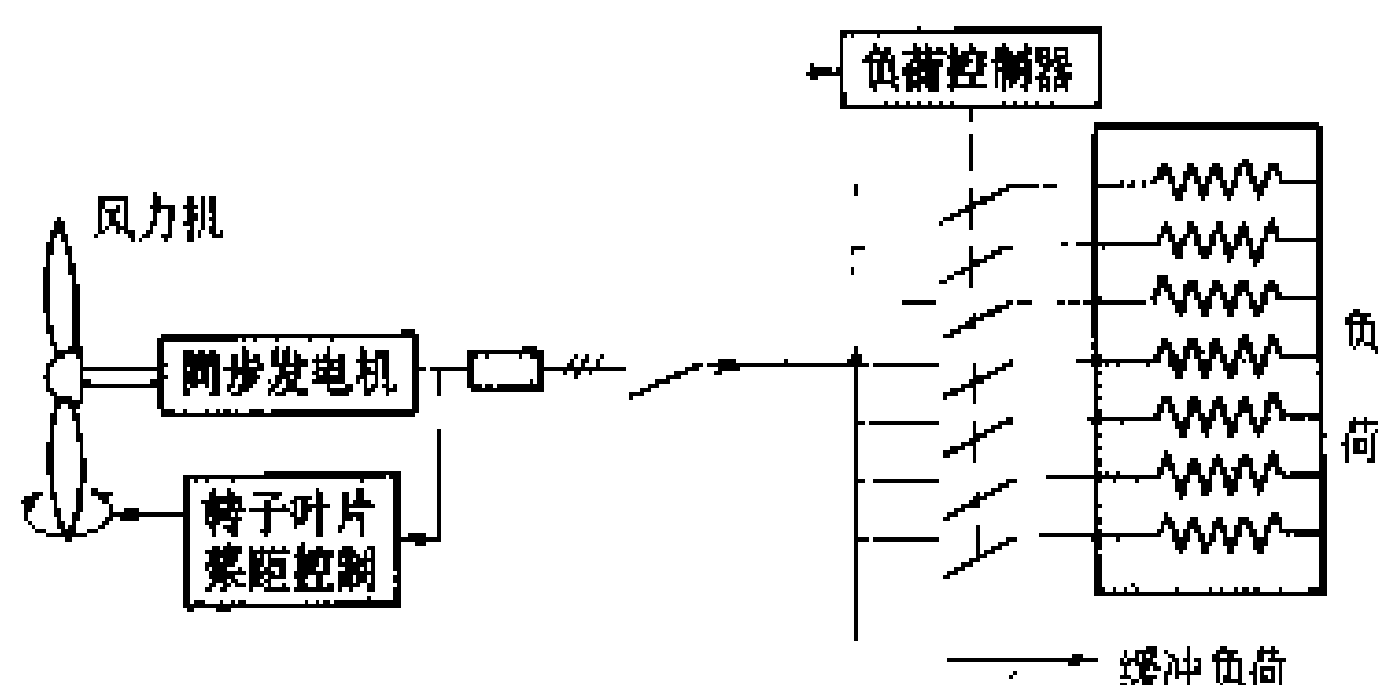 负荷控制器
风力机
同步发电机
转子叶片
桨距控制
负
荷
缓冲负荷